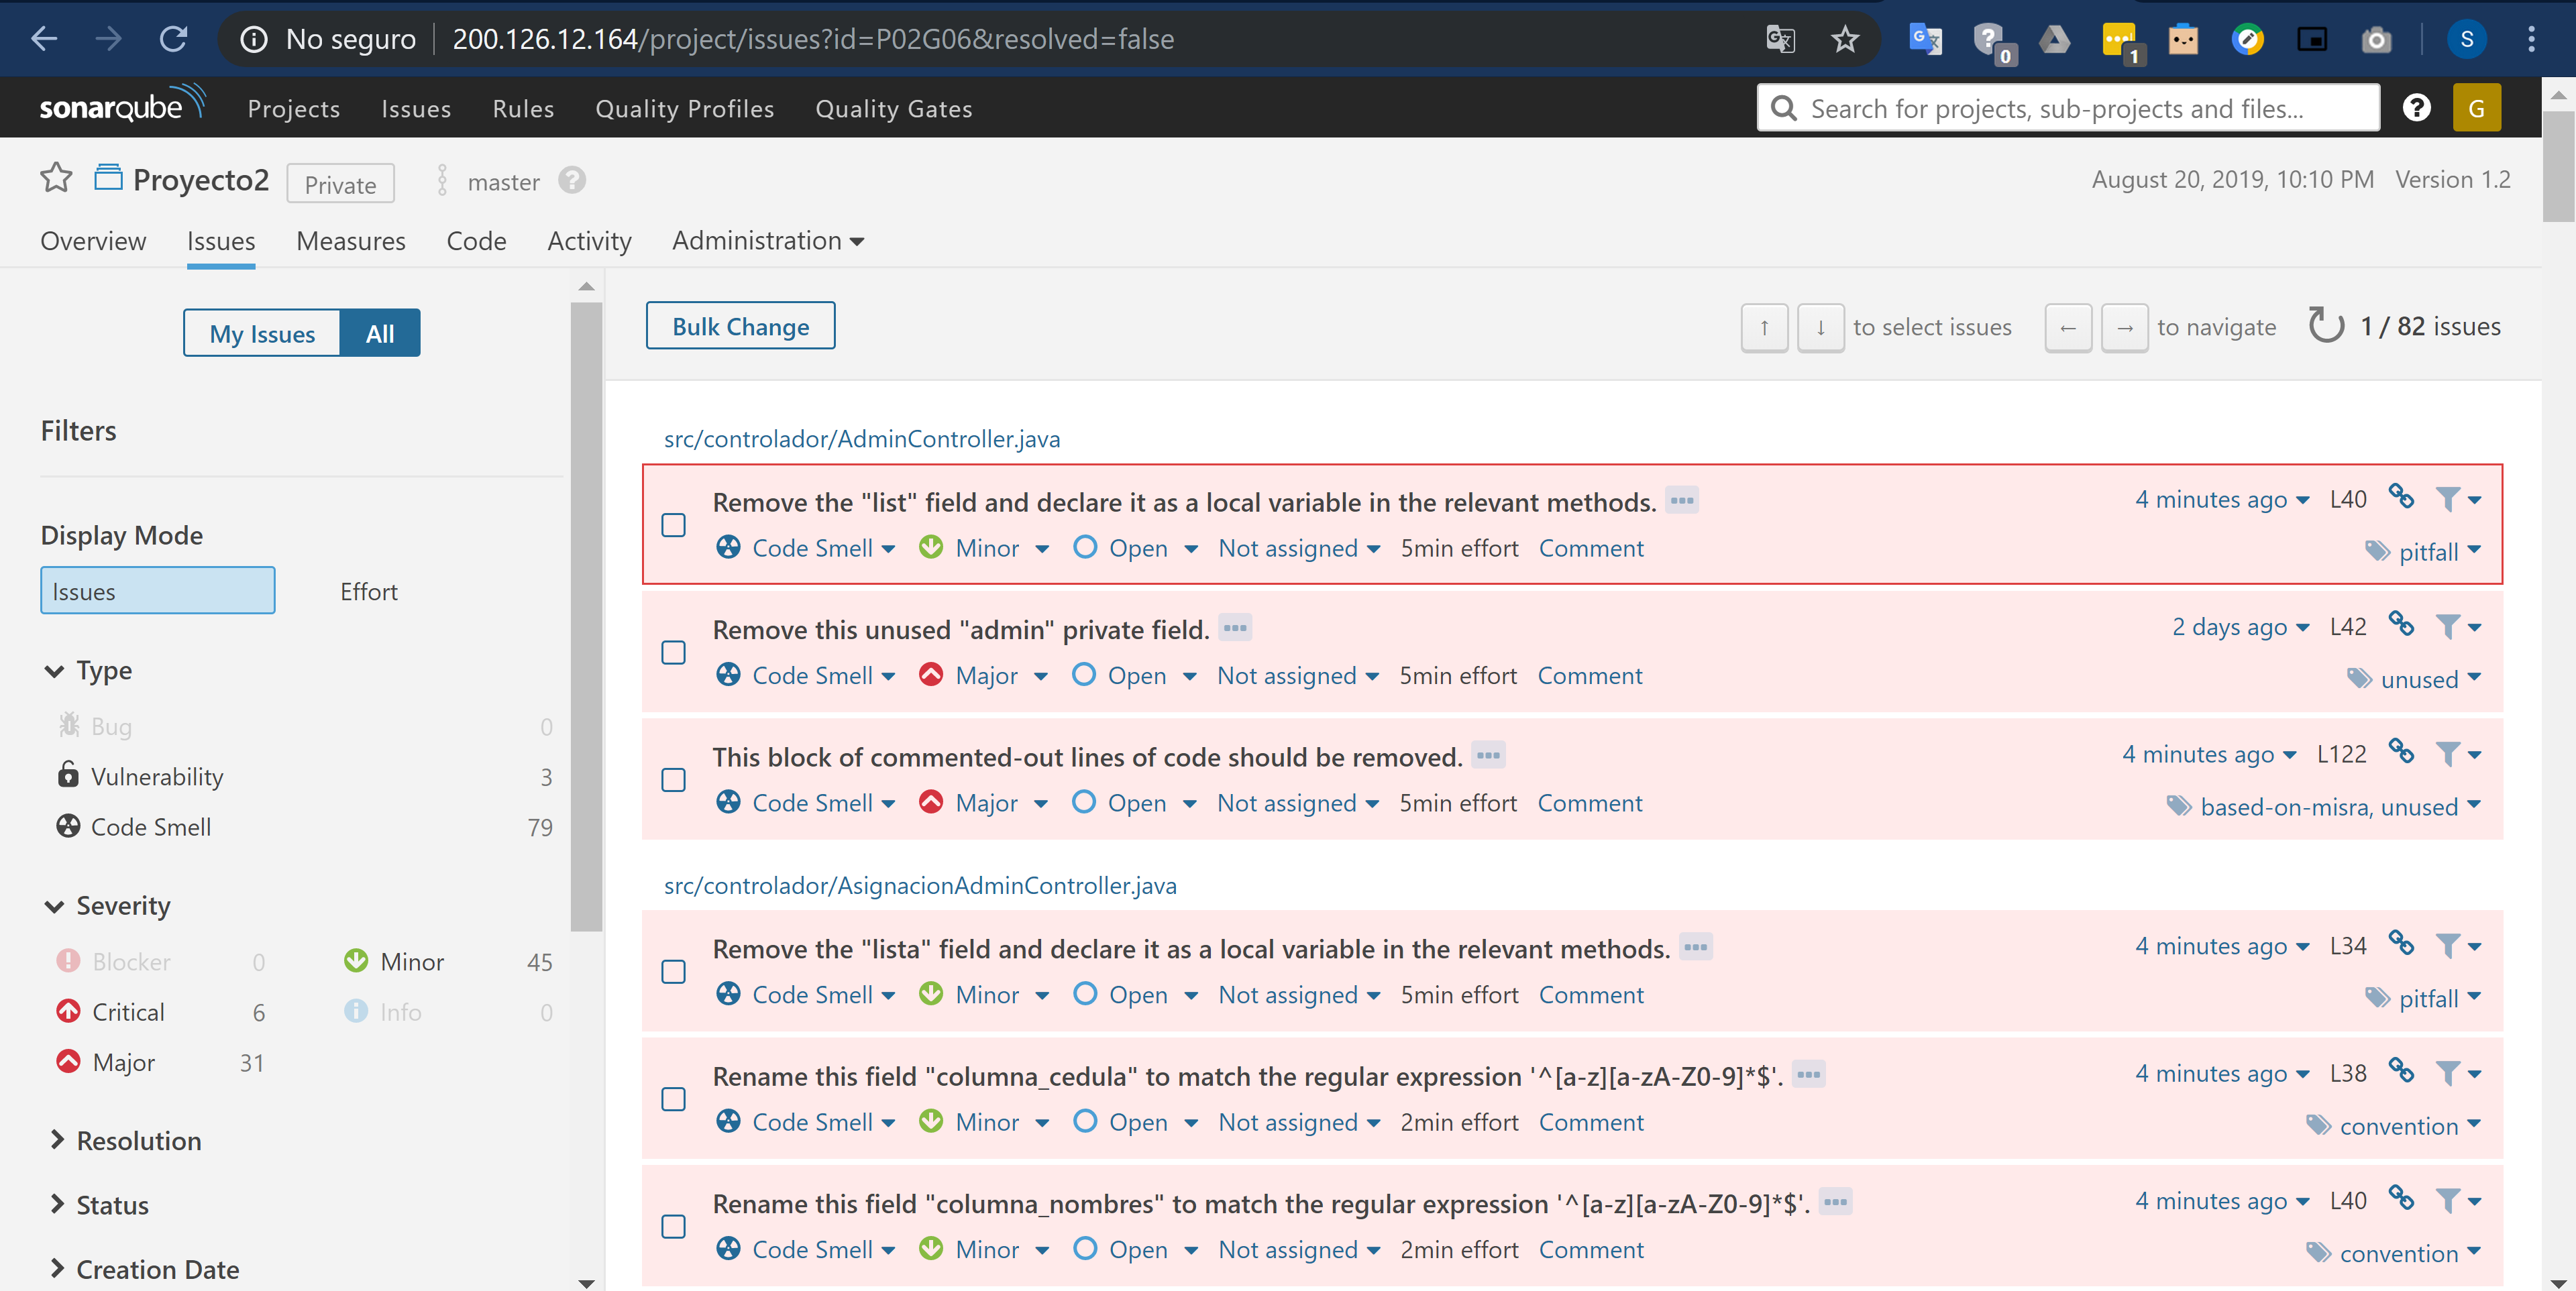 No seguro 200.126.12.164/project/issues?id=P02G06&resolved=false 0 1 S
sonarqube Projects Issues Rules Quality Profiles Quality Gates Search for projects, sub-projects and files... ? G
Proyecto2 Private master ? August 20, 2019, 10:10 PM Version 1.2
Overview Issues Measures Code Activity Administration
My Issues All
Filters
Display Mode
Issues Effort
Type
Bug 0
Vulnerability 3
Code Smell 79
Severity
Blocker 0 Minor 45
Critical 6 Info 0
Major 31
Resolution
Status
Creation Date
Bulk Change ↑ ↓ to select issues ← → to navigate 1 / 82 issues
src/controlador/AdminController.java
Remove the "list" field and declare it as a local variable in the relevant methods. 4 minutes ago L40
Code Smell Minor Open Not assigned 5min effort Comment pitfall
Remove this unused "admin" private field. 2 days ago L42
Code Smell Major Open Not assigned 5min effort Comment unused
This block of commented-out lines of code should be removed. 4 minutes ago L122
Code Smell Major Open Not assigned 5min effort Comment based-on-misra, unused
src/controlador/AsignacionAdminController.java
Remove the "lista" field and declare it as a local variable in the relevant methods. 4 minutes ago L34
Code Smell Minor Open Not assigned 5min effort Comment pitfall
Rename this field "columna_cedula" to match the regular expression '^[a-z][a-zA-Z0-9]*$'. 4 minutes ago L38
Code Smell Minor Open Not assigned 2min effort Comment convention
Rename this field "columna_nombres" to match the regular expression '^[a-z][a-zA-Z0-9]*$'. 4 minutes ago L40
Code Smell Minor Open Not assigned 2min effort Comment convention